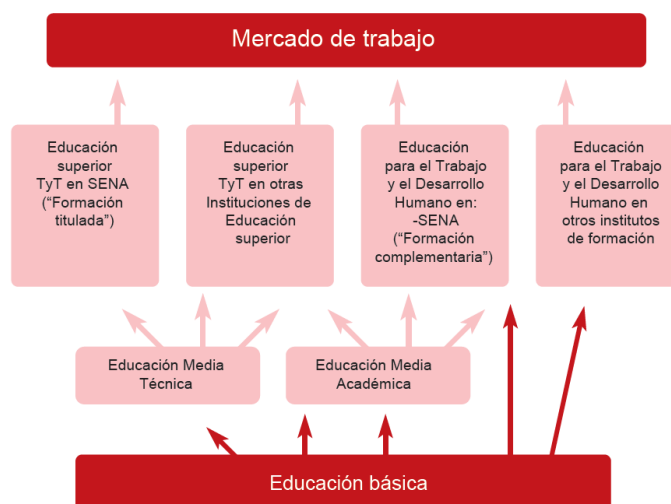 Mercado de trabajo
Educación
superior
TyT en SENA
(“Formación
titulada”)
Educación
superior
TyT en otras
Instituciones de
Educación
superior
Educación
para el Trabajo
y el Desarrollo
Humano en:
-SENA
(“Formación
complementaria”)
Educación
para el Trabajo
y el Desarrollo
Humano en
otros institutos
de formación
Educación Media
Técnica
Educación Media
Académica
Educación básica